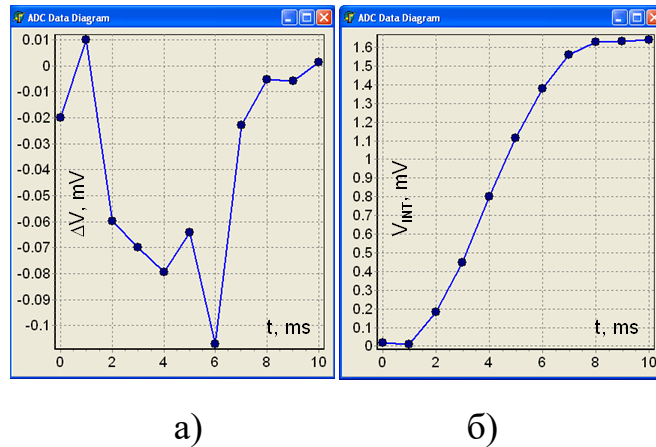 ADC Data Diagram
0.01
0
-0.01
-0.02
-0.03
-0.04
-0.05
-0.06
-0.07
-0.08
-0.09
-0.1
ΔV, mV
t, ms
0 2 4 6 8 10
ADC Data Diagram
1.6
1.5
1.4
1.3
1.2
1.1
1
0.9
0.8
0.7
0.6
0.5
0.4
0.3
0.2
0.1
0
VINT, mV
t, ms
0 2 4 6 8 10
а)
б)